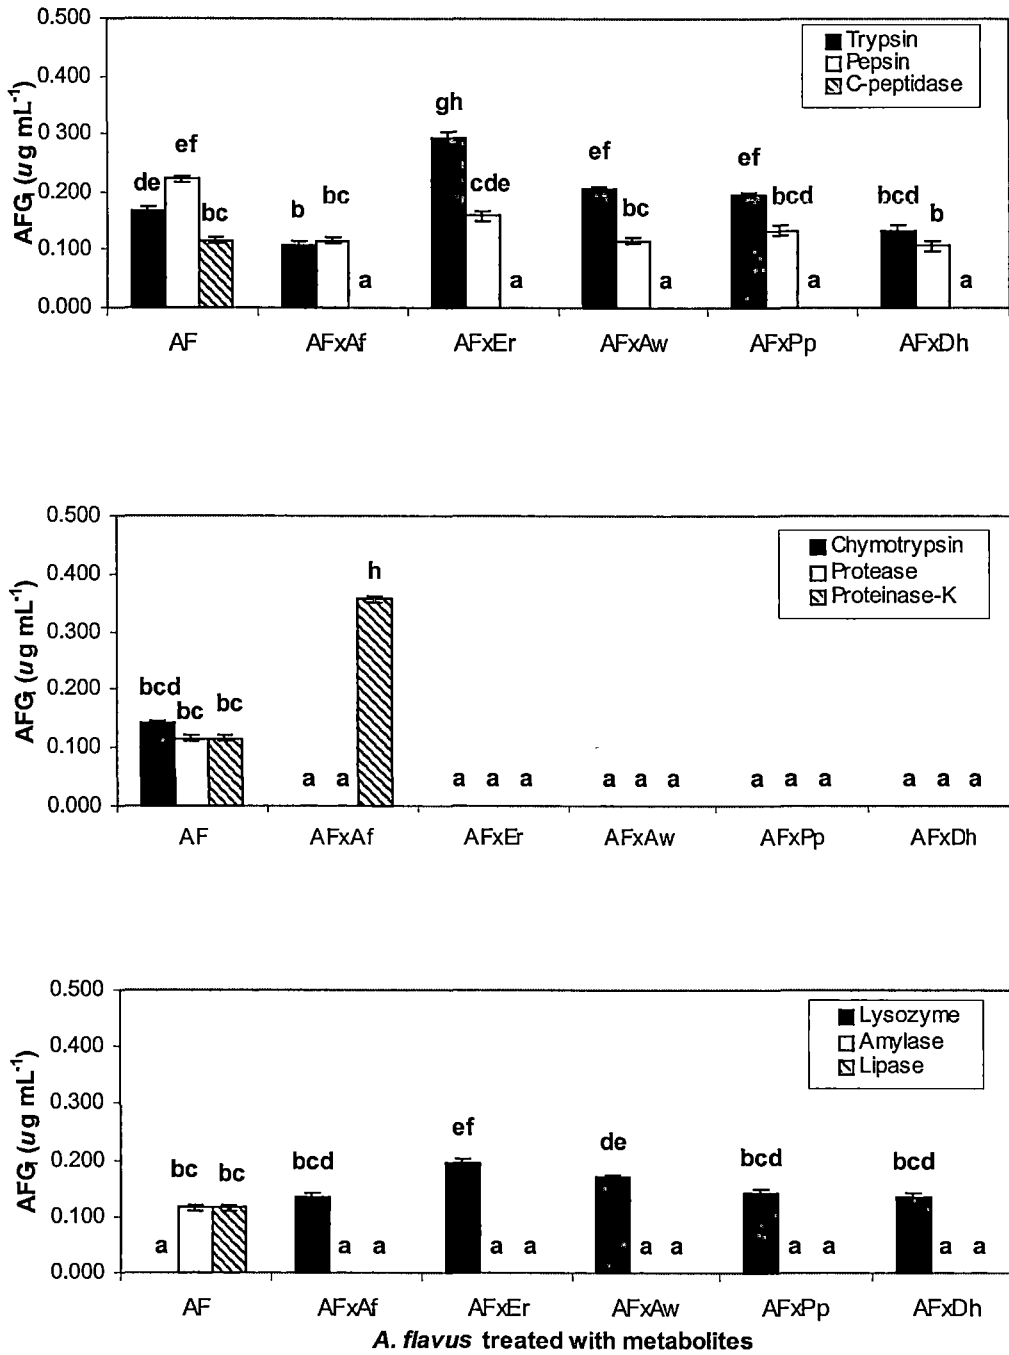 0.500
0.400
0.300
0.200
0.100
0.000
AFG₁ (ug mL⁻¹)
Trypsin
Pepsin
C-peptidase
de ef bc
b bc a
gh cde a
ef bc a
ef bcd a
bcd b a
AF AFxAf AFxEr AFxAw AFxPp AFxDh
0.500
0.400
0.300
0.200
0.100
0.000
AFG₁ (ug mL⁻¹)
Chymotrypsin
Protease
Proteinase-K
bcd bc bc
a a h
a a a
a a a
a a a
a a a
AF AFxAf AFxEr AFxAw AFxPp AFxDh
0.500
0.400
0.300
0.200
0.100
0.000
AFG₁ (ug mL⁻¹)
Lysozyme
Amylase
Lipase
a bc bc
bcd a a
ef a a
de a a
bcd a a
bcd a a
AF AFxAf AFxEr AFxAw AFxPp AFxDh
A. flavus treated with metabolites